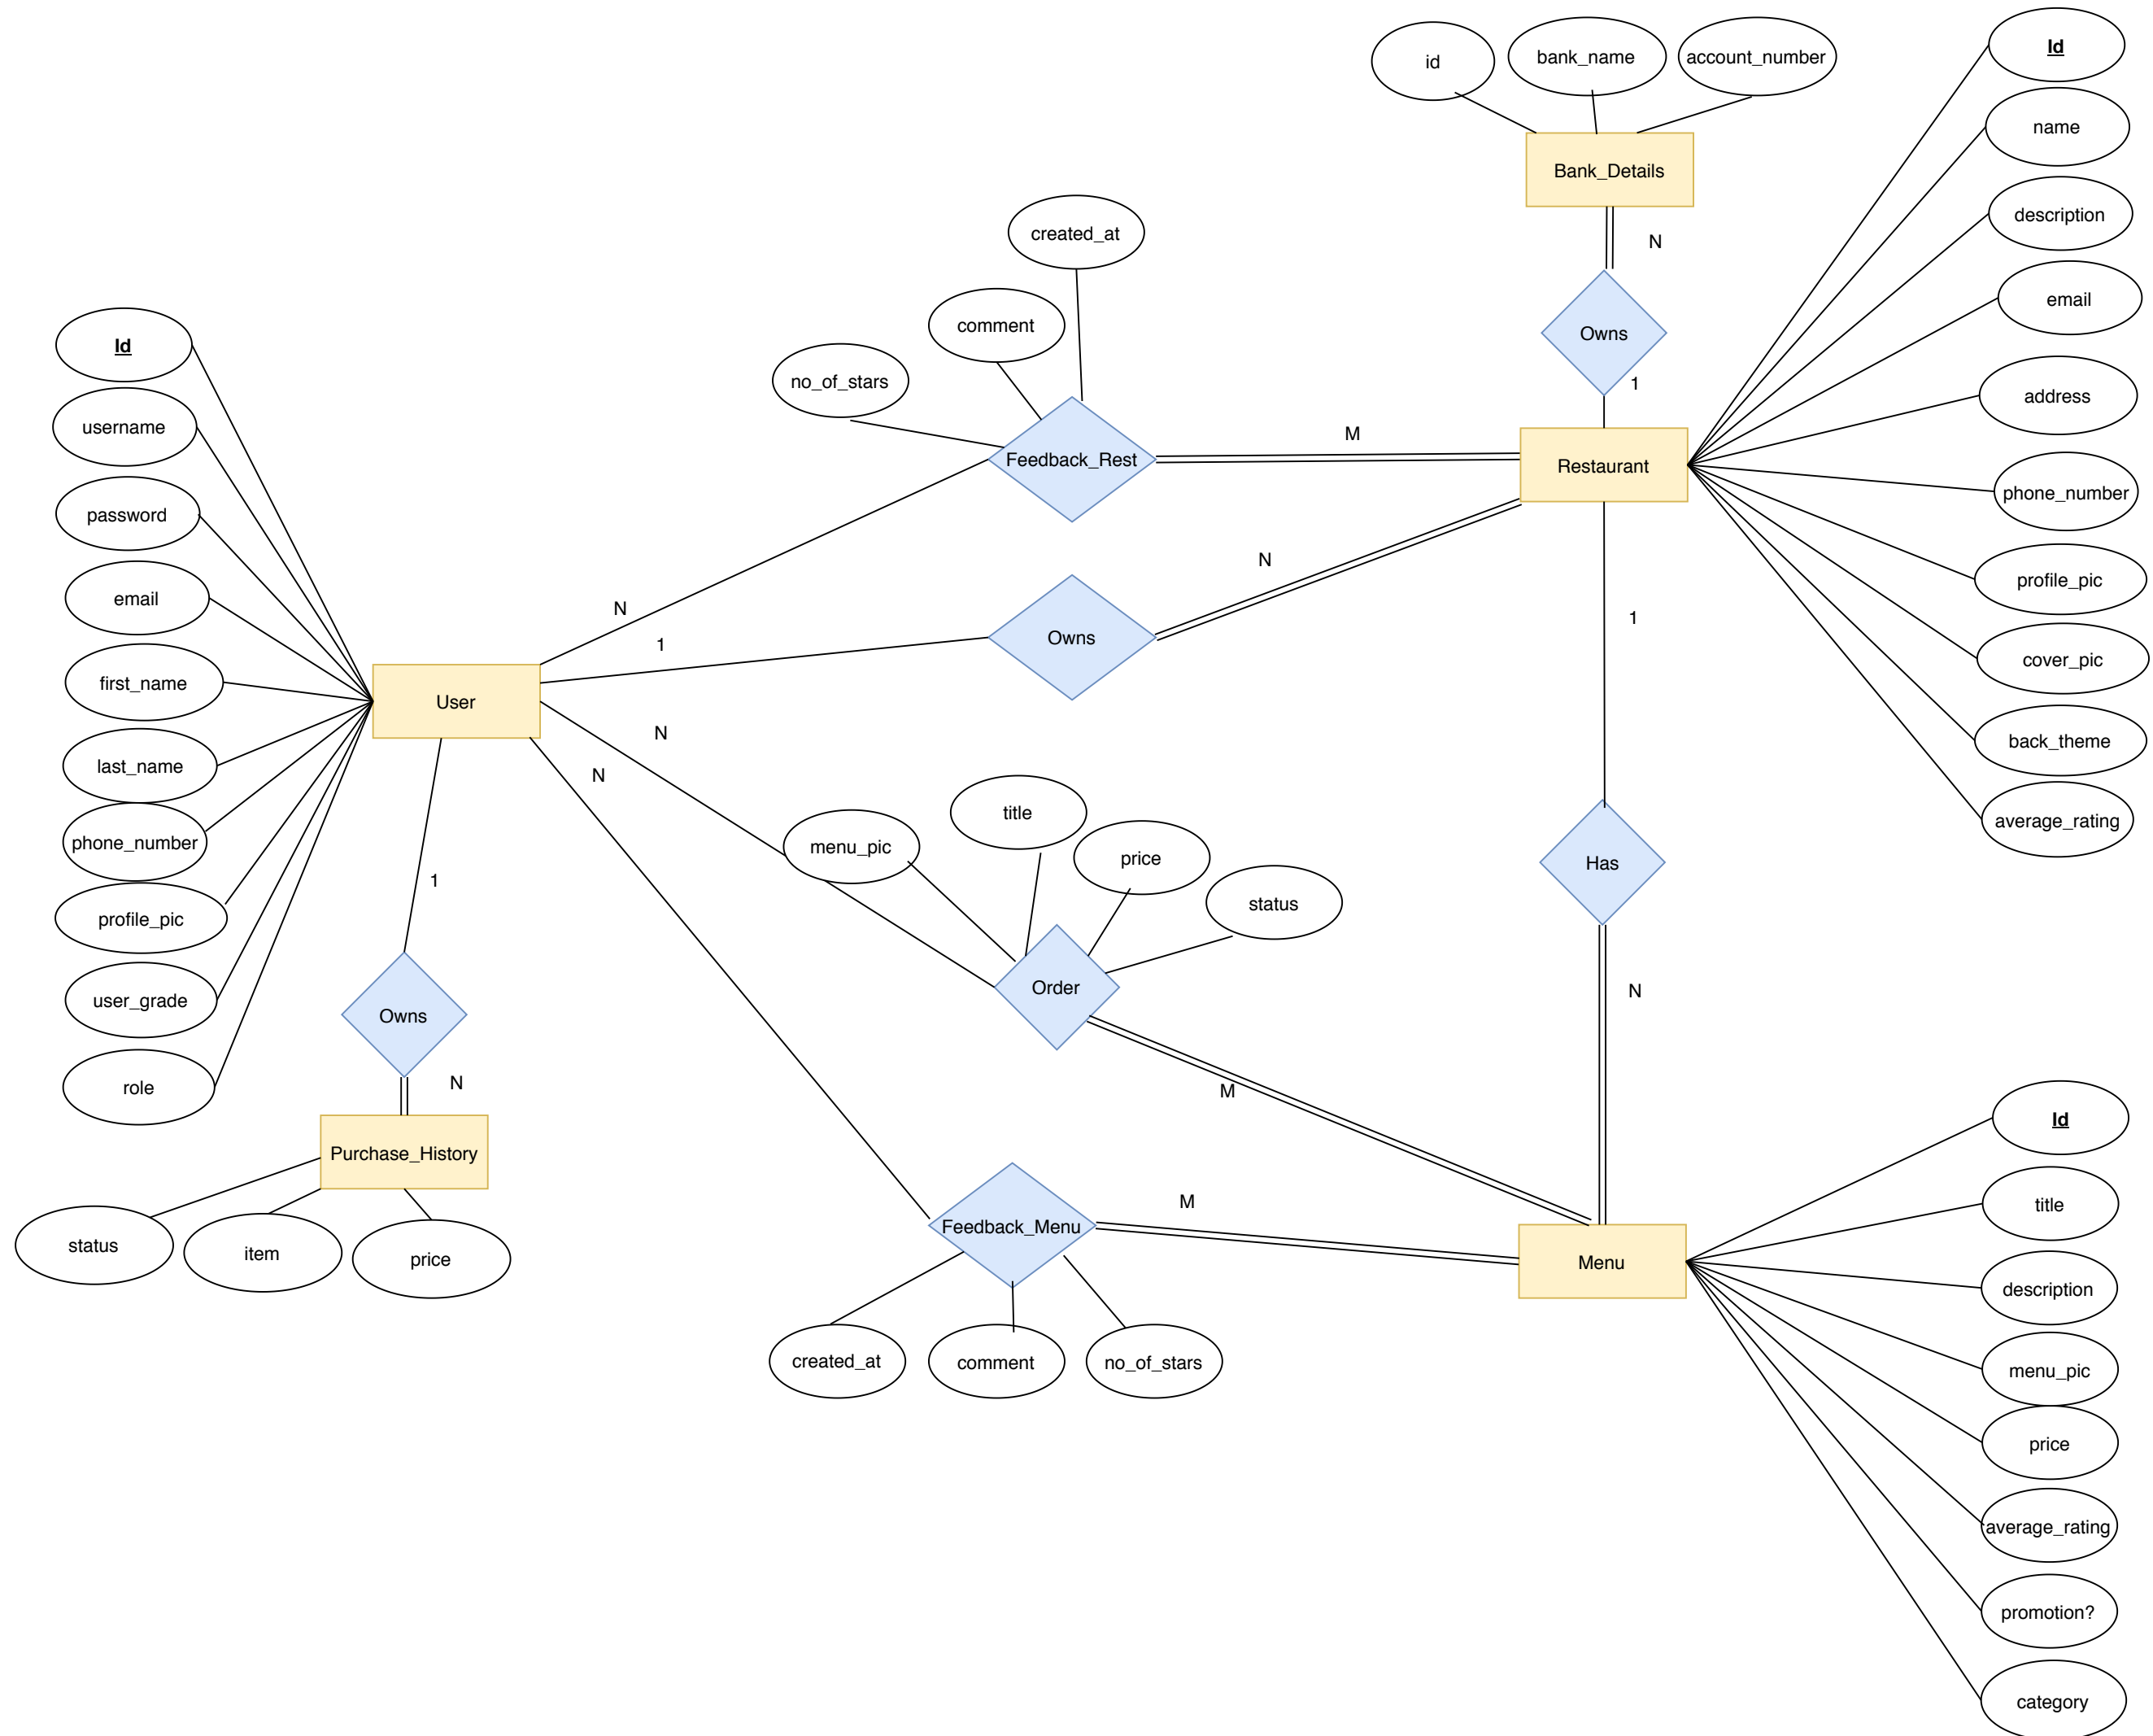 id
bank_name
account_number
Bank_Details
N
Owns
1
Restaurant
Id
name
description
email
address
phone_number
profile_pic
cover_pic
back_theme
average_rating
created_at
comment
no_of_stars
Feedback_Rest
M
N
Owns
N
1
Id
username
password
email
first_name
last_name
phone_number
profile_pic
user_grade
role
User
N
N
1
Owns
N
Purchase_History
status
item
price
menu_pic
title
price
status
Order
M
1
Has
N
Feedback_Menu
M
created_at
comment
no_of_stars
Menu
Id
title
description
menu_pic
price
average_rating
promotion?
category